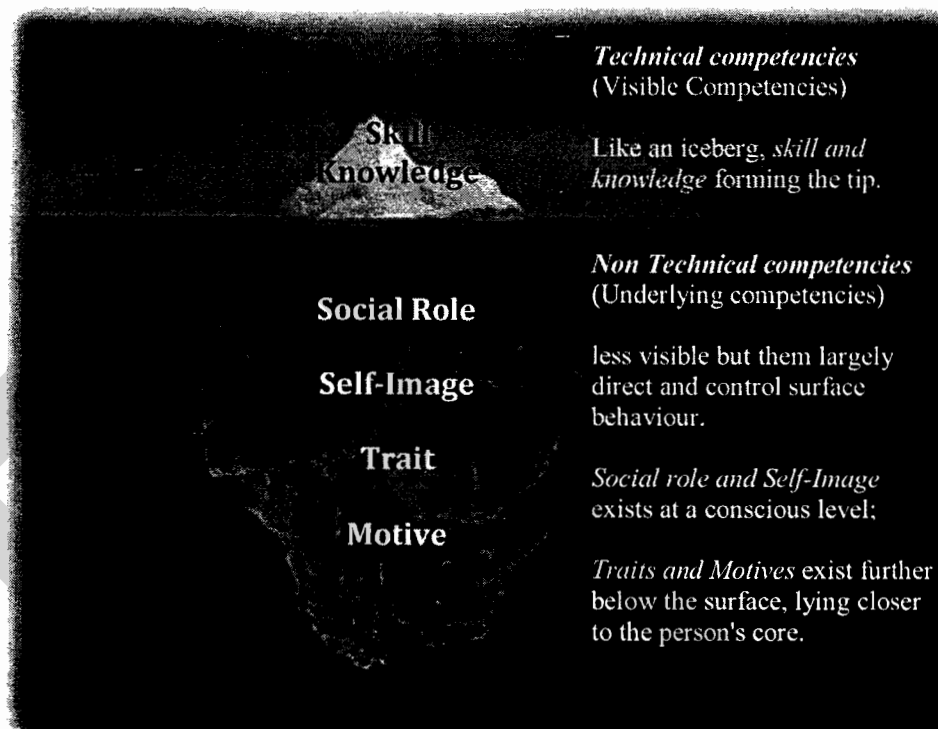 Technical competencies
(Visible Competencies)
Skill
Knowledge
Like an iceberg, skill and
knowledge forming the tip.
Non Technical competencies
(Underlying competencies)
Social Role
Self-Image
Trait
Motive
less visible but them largely
direct and control surface
behaviour.
Social role and Self-Image
exists at a conscious level;
Traits and Motives exist further
below the surface, lying closer
to the person's core.